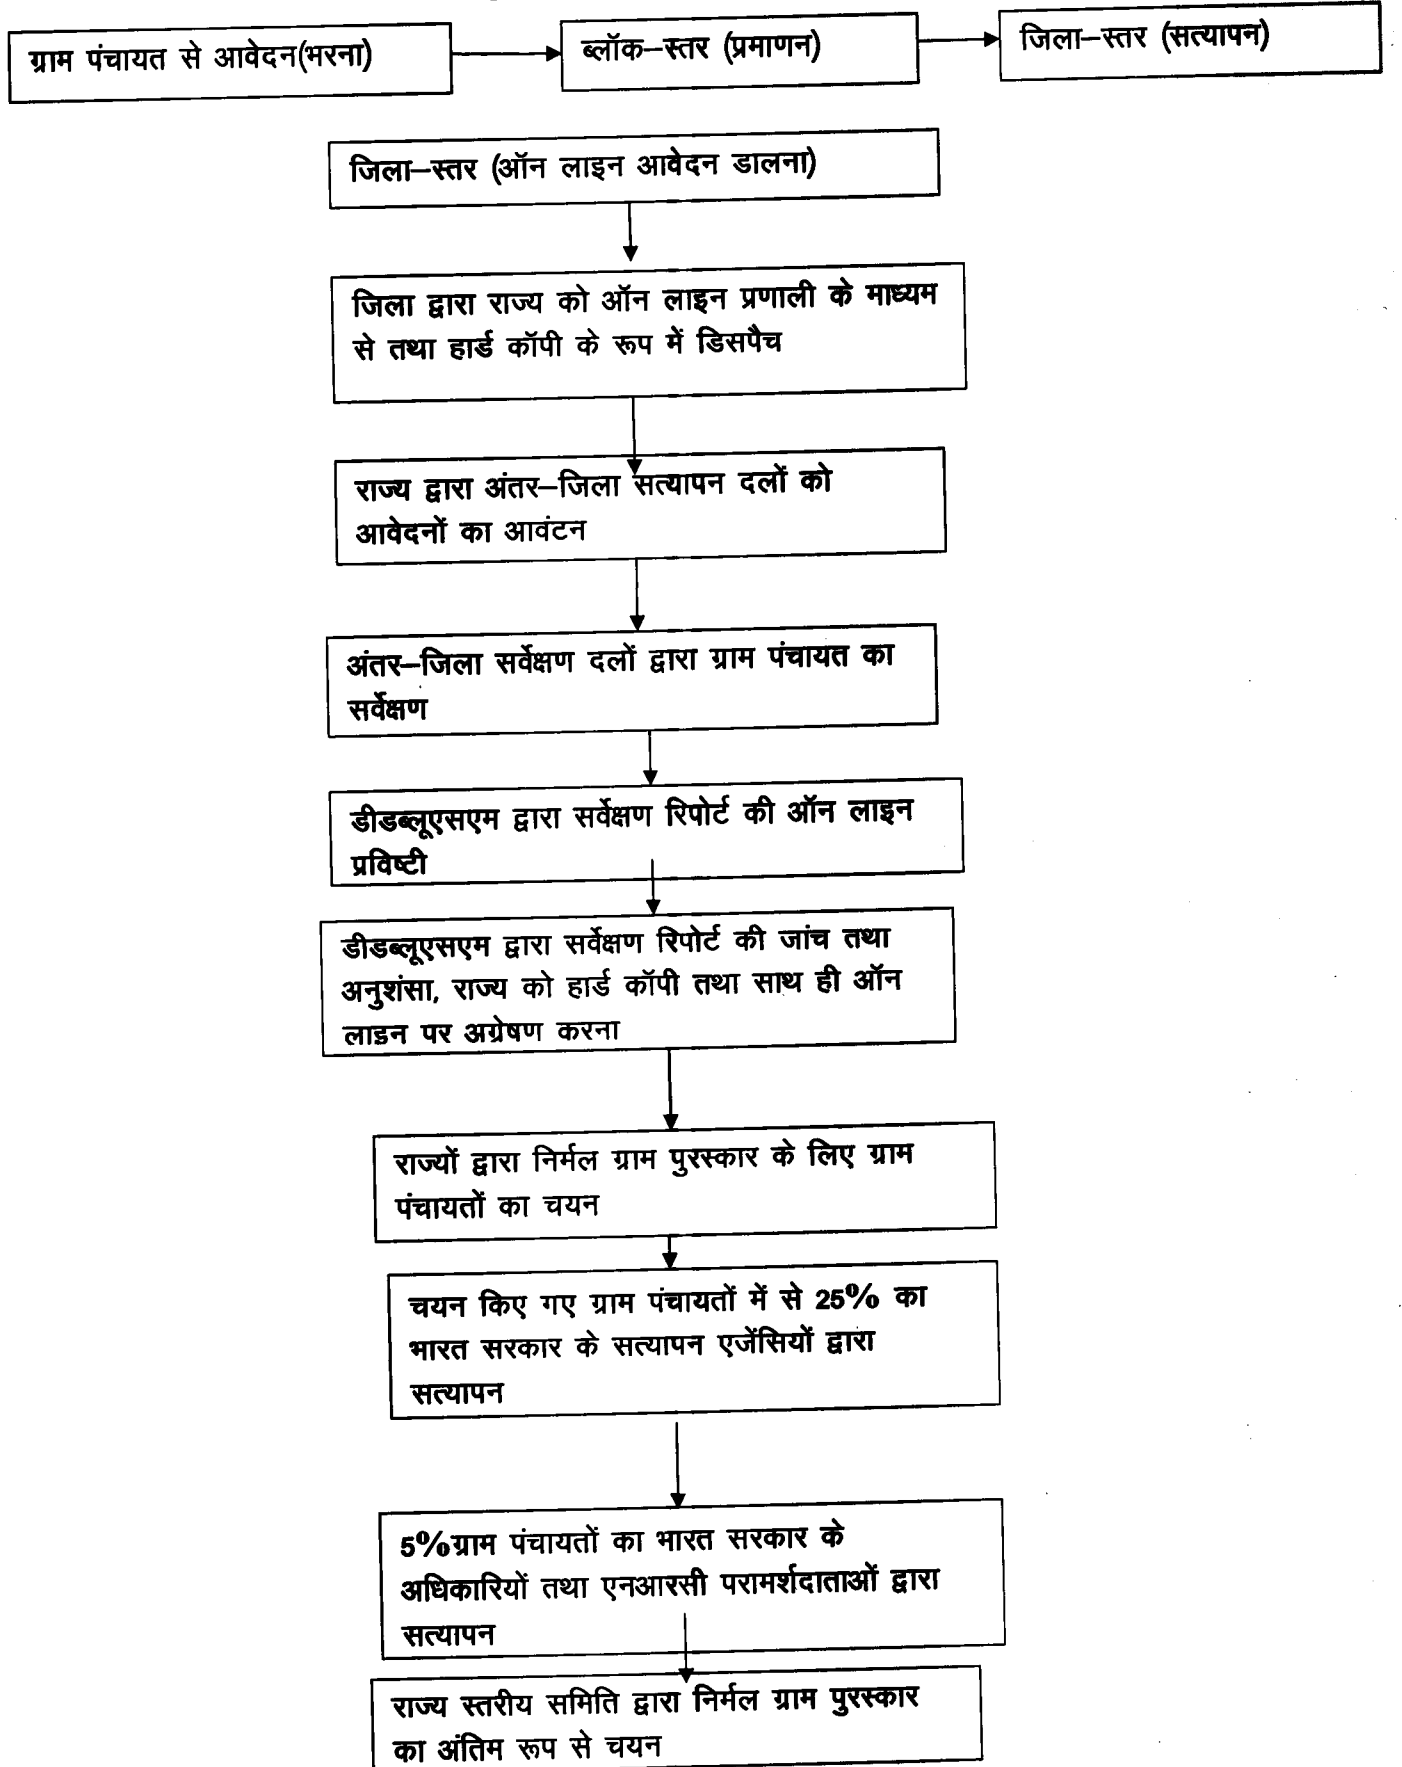 ग्राम पंचायत से आवेदन(भरना)
ब्लॉक–स्तर (प्रमाणन)
जिला–स्तर (सत्यापन)
जिला–स्तर (ऑन लाइन आवेदन डालना)
जिला द्वारा राज्य को ऑन लाइन प्रणाली के माध्यम
से तथा हार्ड कॉपी के रूप में डिसपैच
राज्य द्वारा अंतर–जिला सत्यापन दलों को
आवेदनों का आवंटन
अंतर–जिला सर्वेक्षण दलों द्वारा ग्राम पंचायत का
सर्वेक्षण
डीडब्लूएसएम द्वारा सर्वेक्षण रिपोर्ट की ऑन लाइन
प्रविष्टी
डीडब्लूएसएम द्वारा सर्वेक्षण रिपोर्ट की जांच तथा
अनुशंसा, राज्य को हार्ड कॉपी तथा साथ ही ऑन
लाइन पर अग्रेषण करना
राज्यों द्वारा निर्मल ग्राम पुरस्कार के लिए ग्राम
पंचायतों का चयन
चयन किए गए ग्राम पंचायतों में से 25% का
भारत सरकार के सत्यापन एजेंसियों द्वारा
सत्यापन
5%ग्राम पंचायतों का भारत सरकार के
अधिकारियों तथा एनआरसी परामर्शदाताओं द्वारा
सत्यापन
राज्य स्तरीय समिति द्वारा निर्मल ग्राम पुरस्कार
का अंतिम रूप से चयन